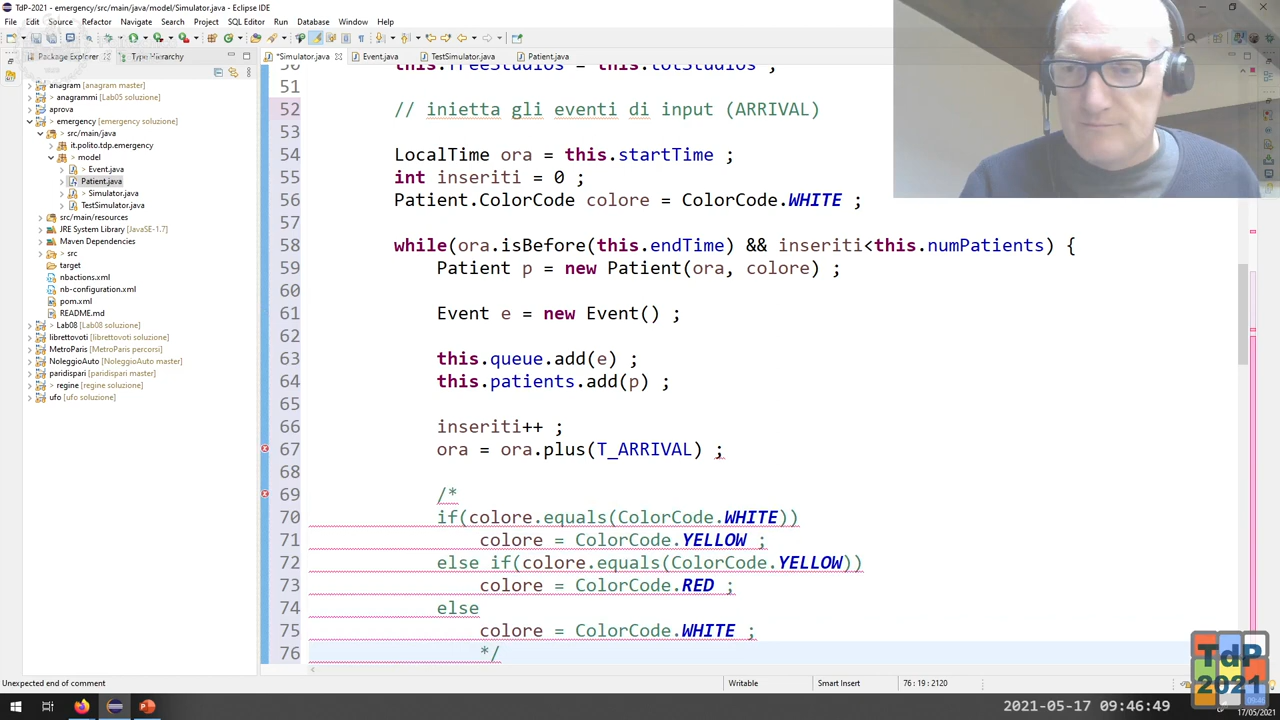 TdP-2021 - emergency/src/main/java/model/Simulator.java - Eclipse IDE
File Edit Source Refactor Navigate Search Project SQL Editor Run Database Window Help
Package Explorer Type Hierarchy
*Simulator.java Event.java TestSimulator.java Patient.java
anagram [anagram master]
anagrammi [Lab05 soluzione]
aprova
emergency [emergency soluzione]
> src/main/java
> it.polito.tdp.emergency
> model
> Event.java
Patient.java
> Simulator.java
TestSimulator.java
src/main/resources
JRE System Library [JavaSE-1.7]
Maven Dependencies
> src
target
nbactions.xml
nb-configuration.xml
pom.xml
README.md
> Lab08 [Lab08 soluzione]
librettovoti [librettovoti soluzione]
MetroParis [MetroParis percorsi]
NoleggioAuto [NoleggioAuto master]
paridispari [paridispari master]
> regine [regine soluzione]
ufo [ufo soluzione]
50 this.freeStudios = this.totStudios ;
51
52 // inietta gli eventi di input (ARRIVAL)
53
54 LocalTime ora = this.startTime ;
55 int inseriti = 0 ;
56 Patient.ColorCode colore = ColorCode.WHITE ;
57
58 while(ora.isBefore(this.endTime) && inseriti<this.numPatients) {
59 Patient p = new Patient(ora, colore) ;
60
61 Event e = new Event() ;
62
63 this.queue.add(e) ;
64 this.patients.add(p) ;
65
66 inseriti++ ;
67 ora = ora.plus(T_ARRIVAL) ;
68
69 /*
70 if(colore.equals(ColorCode.WHITE))
71 colore = ColorCode.YELLOW ;
72 else if(colore.equals(ColorCode.YELLOW))
73 colore = ColorCode.RED ;
74 else
75 colore = ColorCode.WHITE ;
76 */
Unexpected end of comment Writable Smart Insert 76 : 19 : 2120
TdP
2021
2021-05-17 09:46:49
09:46
17/05/2021